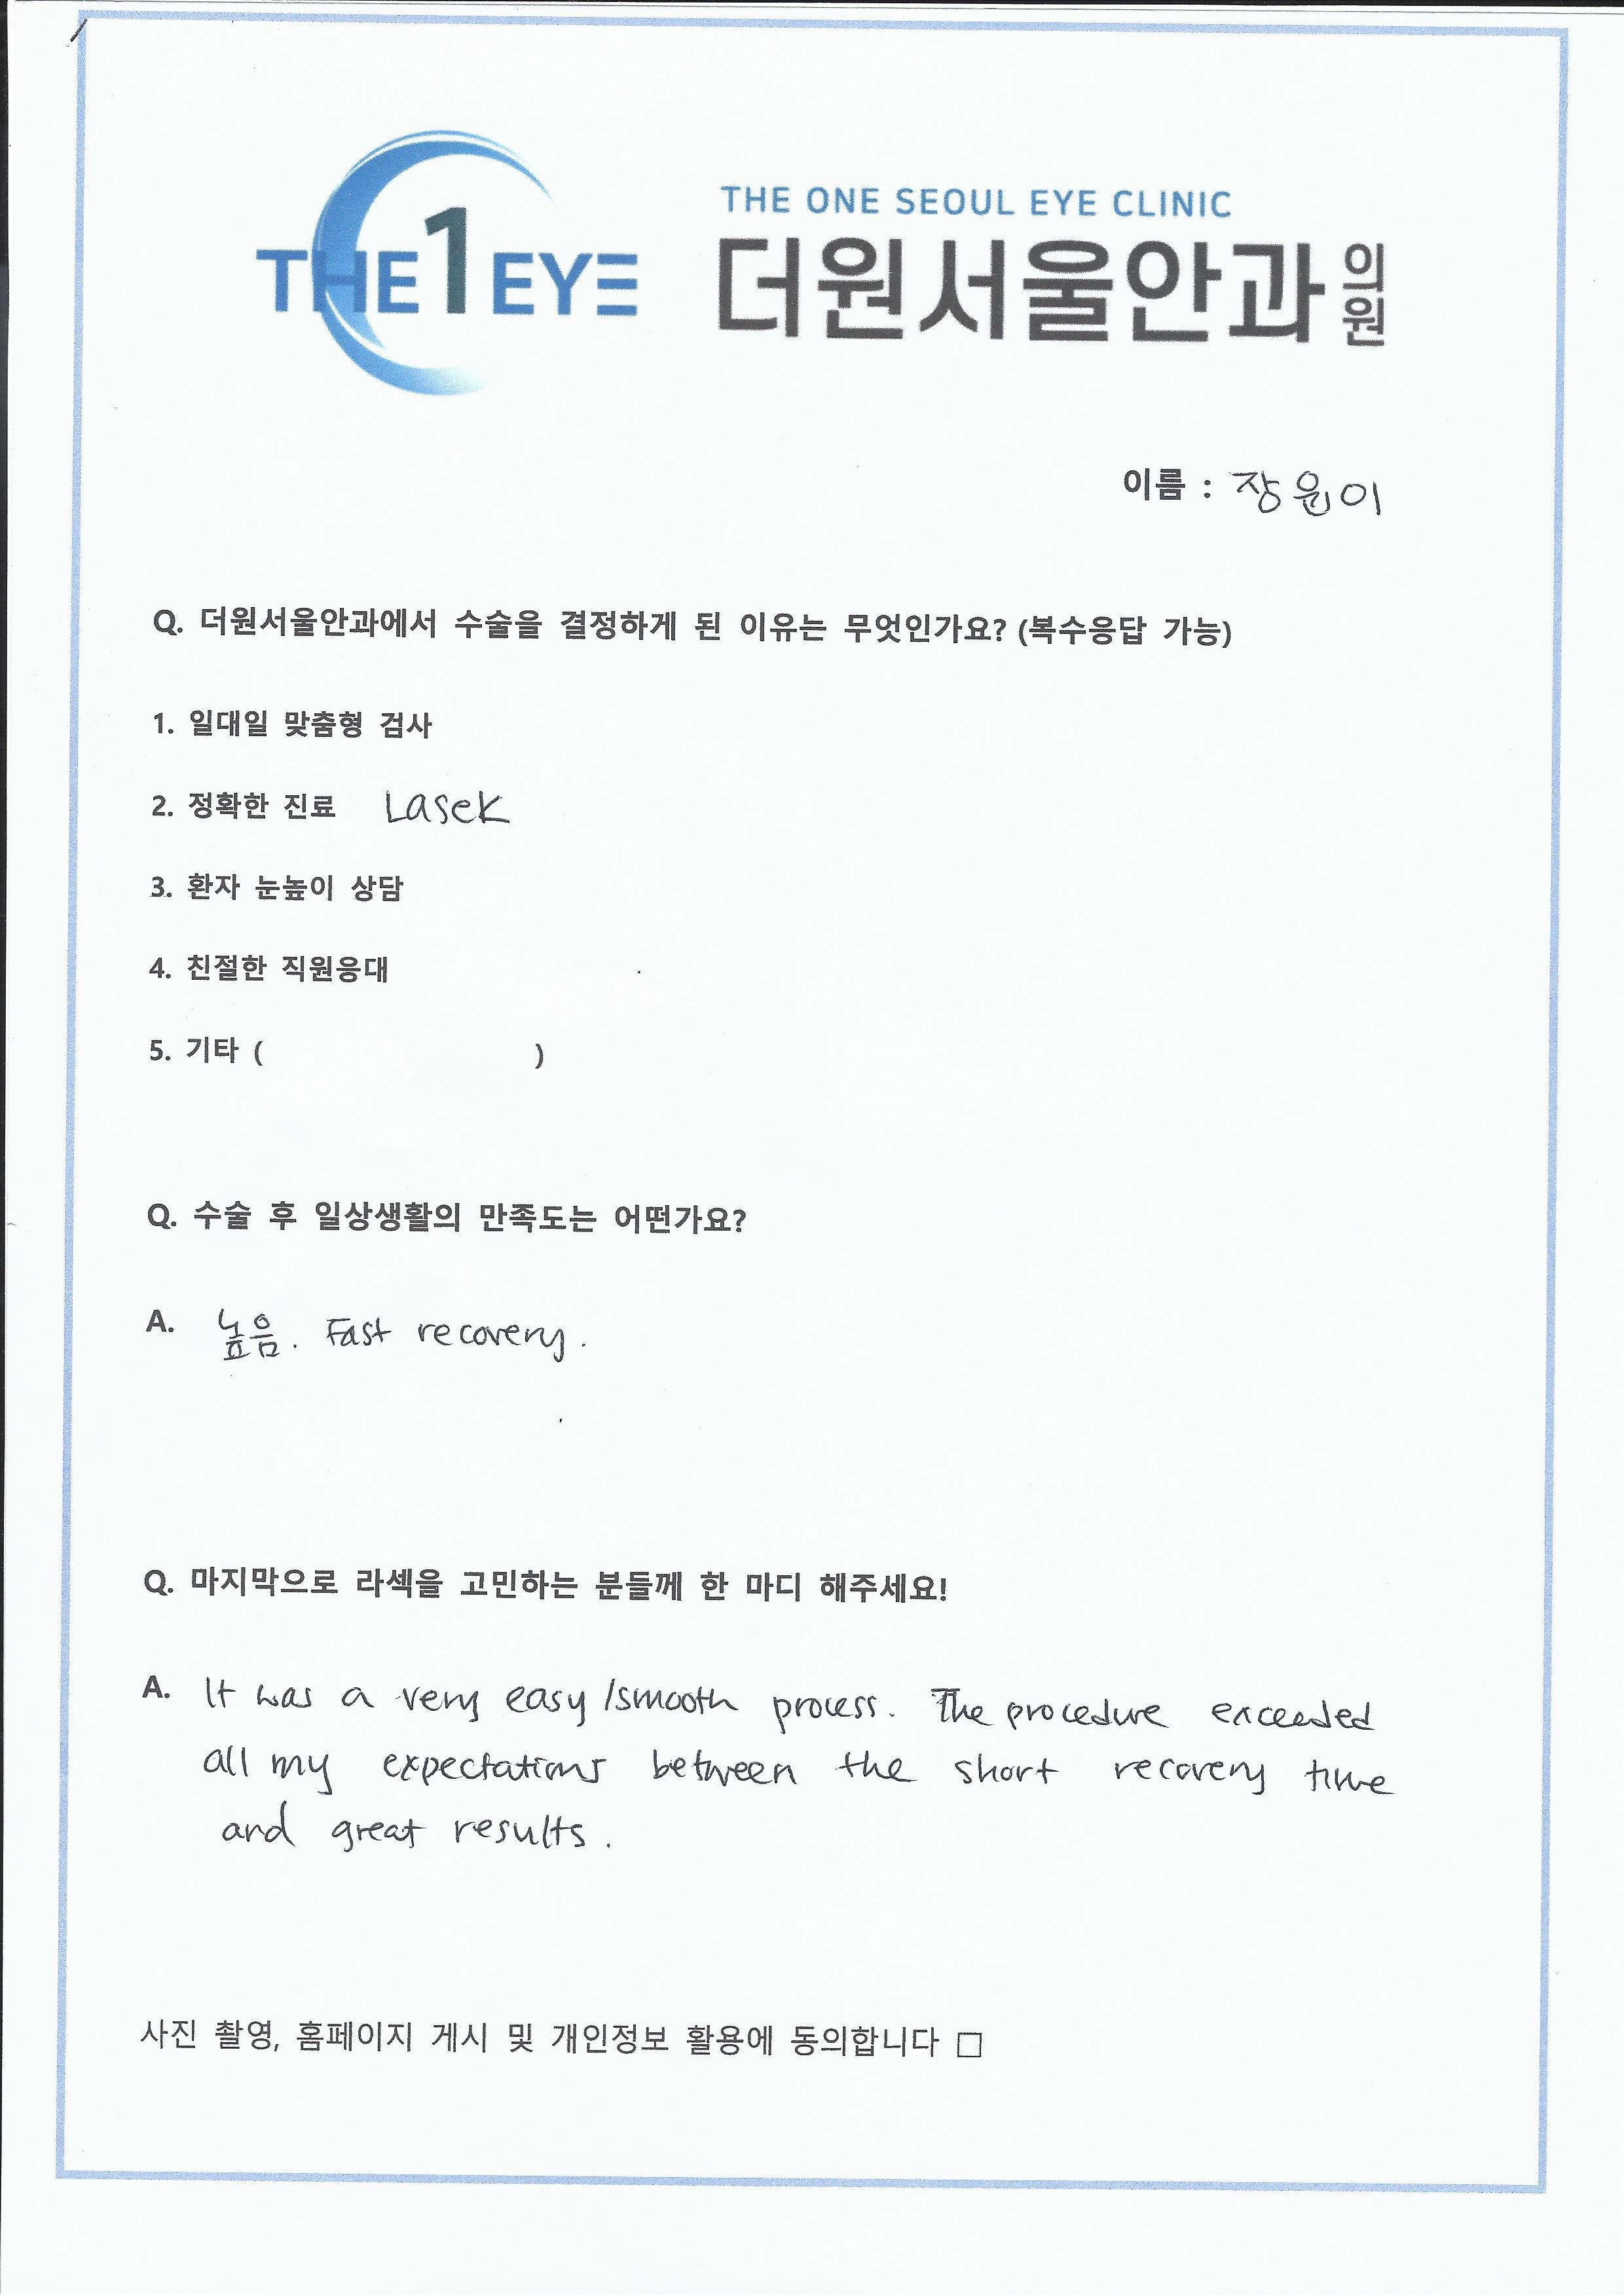 THE 1 EYE
THE ONE SEOUL EYE CLINIC
더원서울안과의원
이름 : 장윤이
Q. 더원서울안과에서 수술을 결정하게 된 이유는 무엇인가요? (복수응답 가능)
1. 일대일 맞춤형 검사
2. 정확한 진료 Lasek
3. 환자 눈높이 상담
4. 친절한 직원응대
5. 기타 ( )
Q. 수술 후 일상생활의 만족도는 어떤가요?
A. 높음. Fast recovery.
Q. 마지막으로 라섹을 고민하는 분들께 한 마디 해주세요!
A. It was a very easy/smooth process. The procedure exceeded
all my expectations between the short recovery time
and great results.
사진 촬영, 홈페이지 게시 및 개인정보 활용에 동의합니다 □